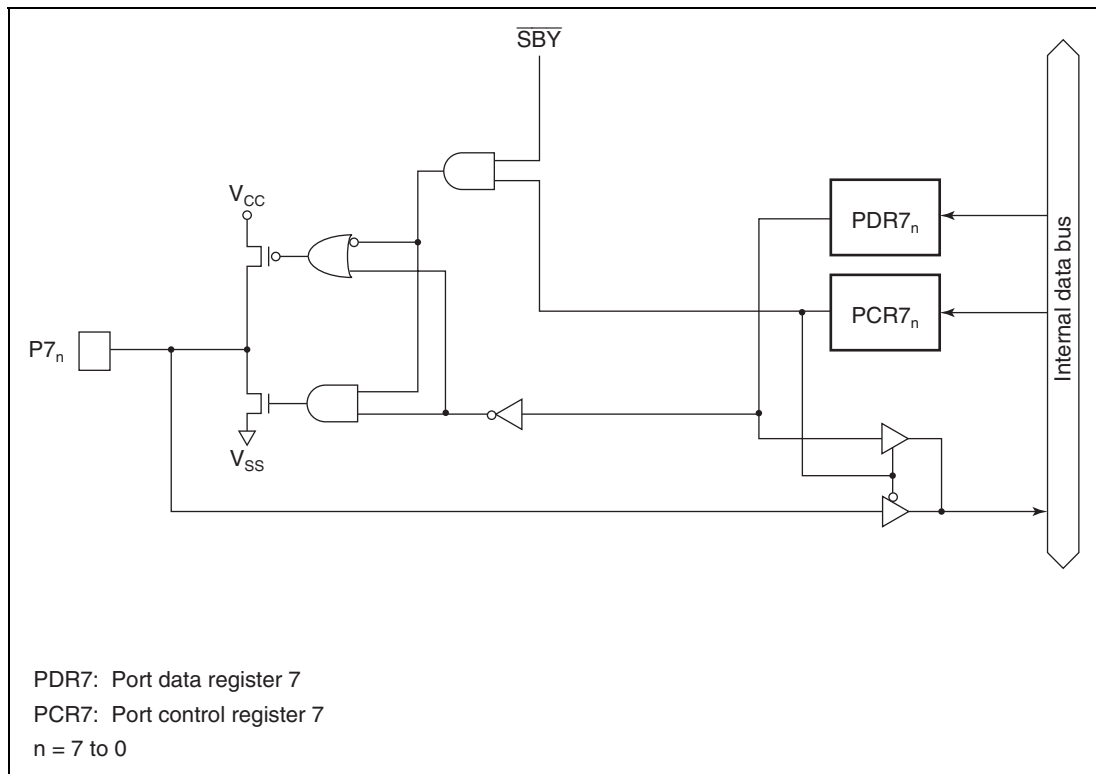 SBY
VCC
PDR7n
PCR7n
Internal data bus
P7n
VSS
PDR7: Port data register 7
PCR7: Port control register 7
n = 7 to 0